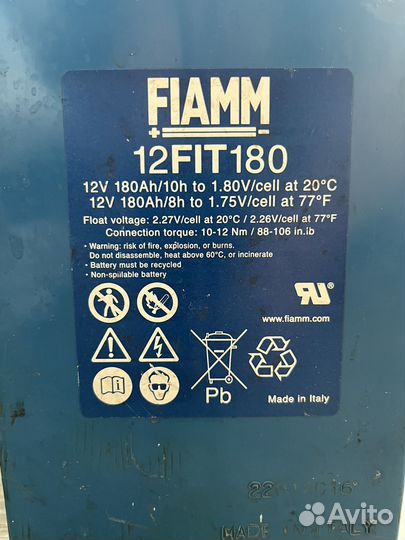 FIAMM
12FIT180
12V 180Ah/10h to 1.80V/cell at 20°C
12V 180Ah/8h to 1.75V/cell at 77°F
Float voltage: 2.27V/cell at 20°C / 2.26V/cell at 77°F
Connection torque: 10-12 Nm / 88-106 in.lb
- Warning: risk of fire, explosion, or burns.
Do not disassemble, heat above 60°C, or incinerate
- Battery must be recycled
- Non-spillable battery
www.fiamm.com
Pb
Made in Italy
MADE IN ITALY
Avito